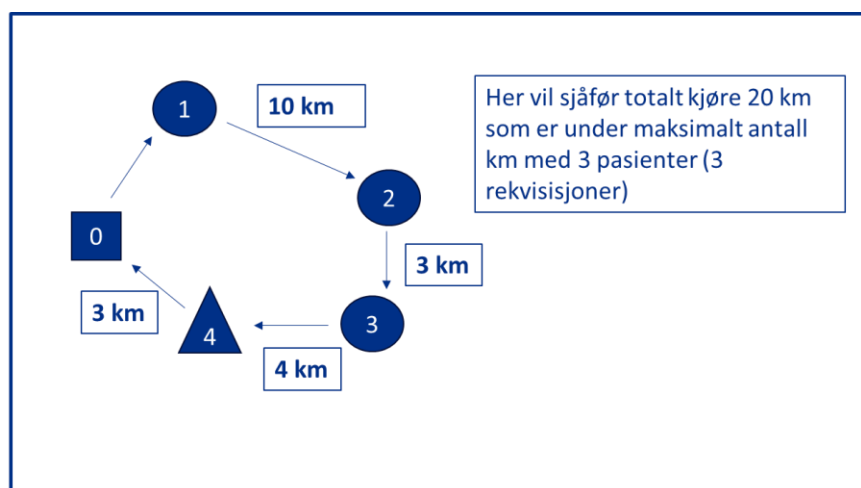 1
10 km
Her vil sjåfør totalt kjøre 20 km
som er under maksimalt antall
km med 3 pasienter (3
rekvisisjoner)
2
0
3 km
3 km
4
3
4 km